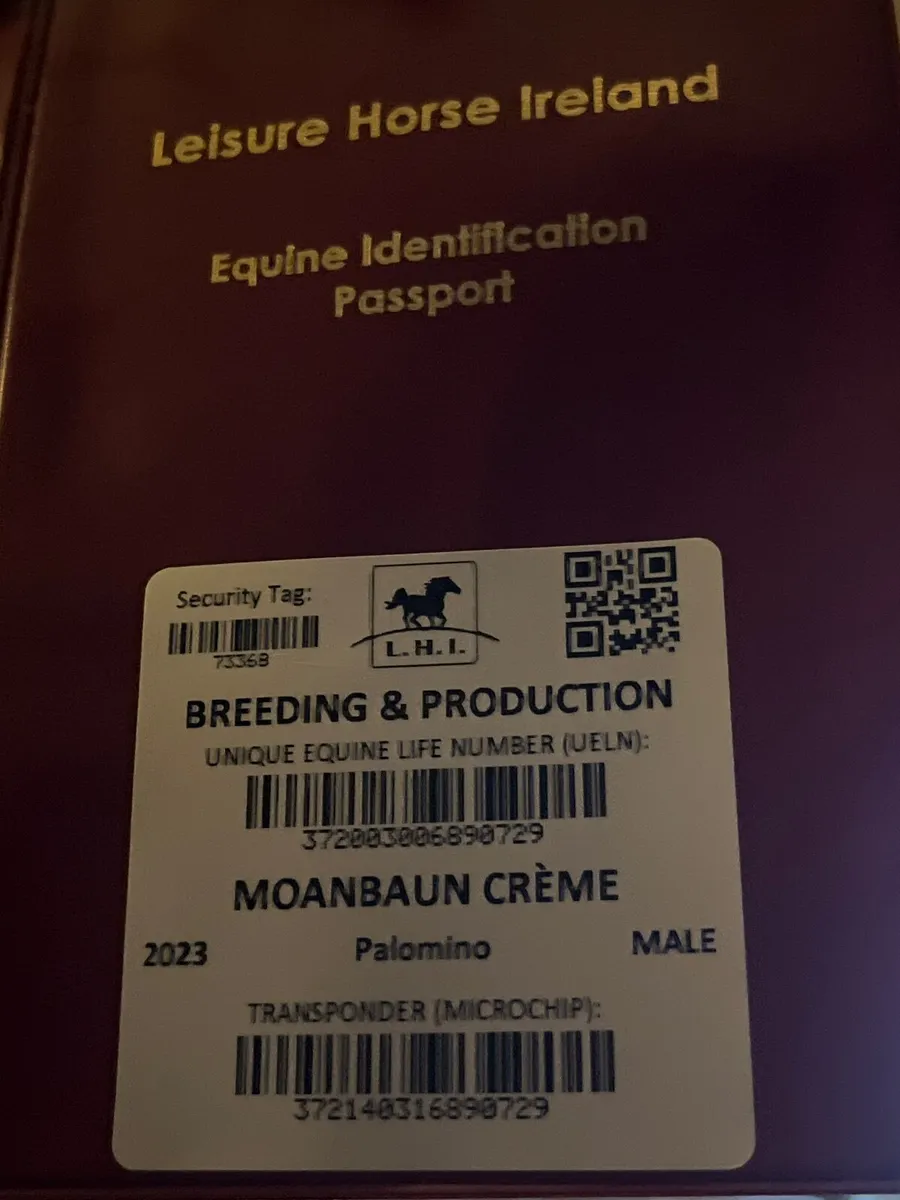 Leisure Horse Ireland
Equine Identification
Passport
Security Tag:
73368
L.H.I.
BREEDING & PRODUCTION
UNIQUE EQUINE LIFE NUMBER (UELN):
372003006890729
MOANBAUN CRÈME
2023 Palomino MALE
TRANSPONDER (MICROCHIP):
372140316890729